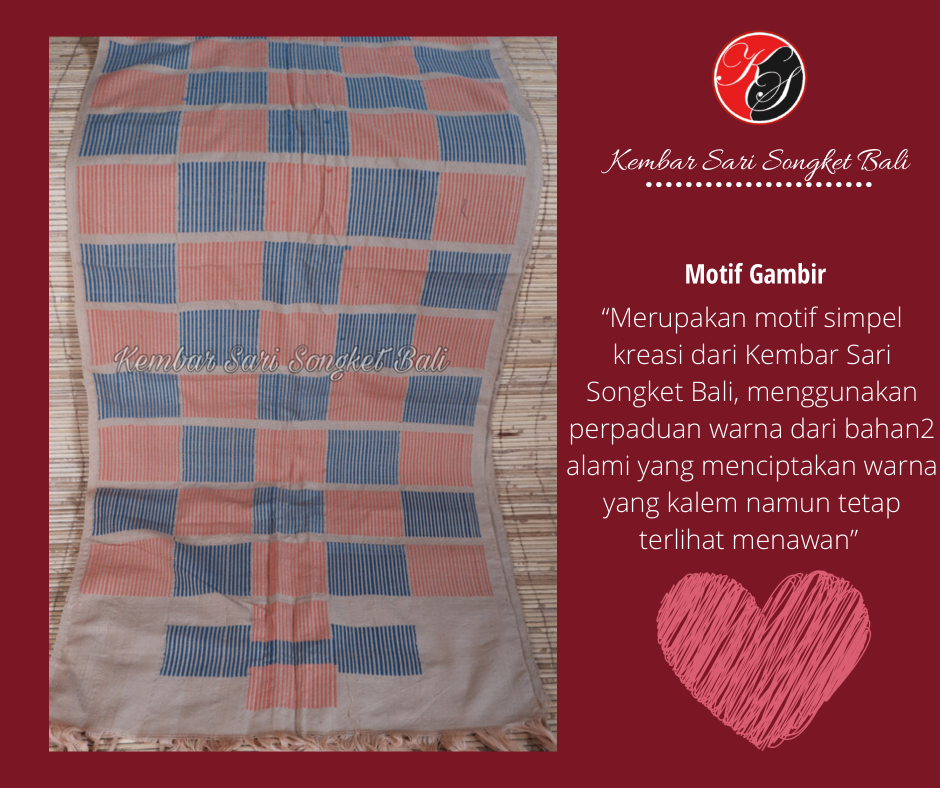 KS
Kembar Sari Songket Bali
Motif Gambir
“Merupakan motif simpel
kreasi dari Kembar Sari
Songket Bali, menggunakan
perpaduan warna dari bahan2
alami yang menciptakan warna
yang kalem namun tetap
terlihat menawan”
Kembar Sari Songket Bali